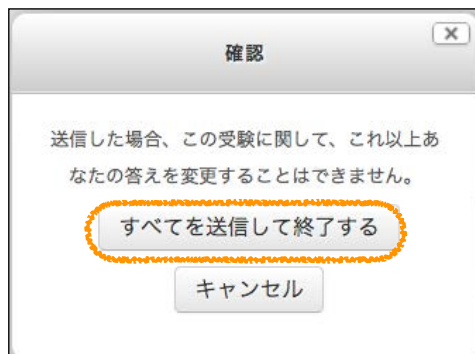 確認
送信した場合、この受験に関して、これ以上あ
なたの答えを変更することはできません。
すべてを送信して終了する
キャンセル